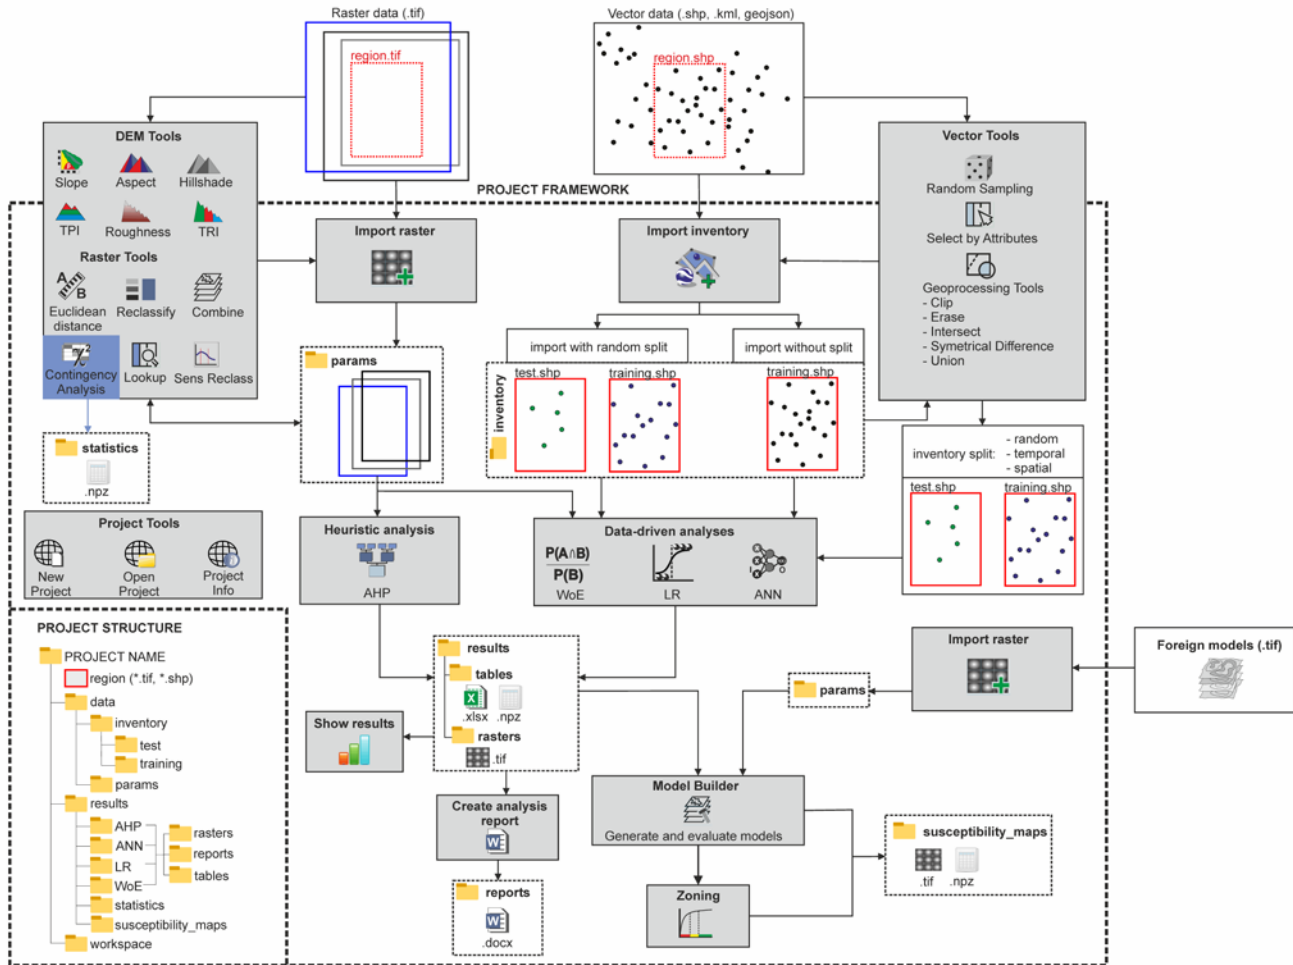 Raster data (.tif)
Vector data (.shp, .kml, geojson)
region.tif
region.shp
DEM Tools
Slope
Aspect
Hillshade
TPI
Roughness
TRI
Raster Tools
A
B
Euclidean
distance
Reclassify
Combine
χ²
Contingency
Analysis
Lookup
Sens Reclass
Vector Tools
Random Sampling
Select by Attributes
Geoprocessing Tools
- Clip
- Erase
- Intersect
- Symetrical Difference
- Union
PROJECT FRAMEWORK
Import raster
Import inventory
import with random split
import without split
params
inventory
test.shp
training.shp
training.shp
statistics
.npz
inventory split:
- random
- temporal
- spatial
test.shp
training.shp
Project Tools
New
Project
Open
Project
Project
Info
Heuristic analysis
AHP
Data-driven analyses
P(A∩B)
P(B)
WoE
LR
ANN
PROJECT STRUCTURE
PROJECT NAME
region (*.tif, *.shp)
data
inventory
test
training
params
results
AHP
ANN
LR
WoE
rasters
reports
tables
statistics
susceptibility_maps
workspace
results
tables
.xlsx
.npz
rasters
.tif
Show results
Create analysis
report
reports
.docx
params
Import raster
Foreign models (.tif)
Model Builder
Generate and evaluate models
Zoning
susceptibility_maps
.tif
.npz